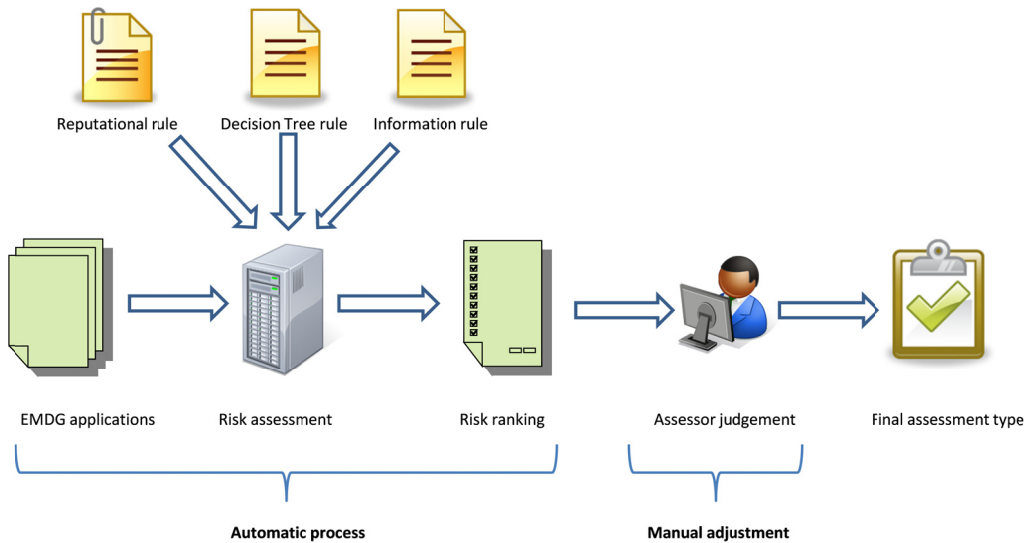 Reputational rule
Decision Tree rule
Information rule
EMDG applications
Risk assessment
Risk ranking
Assessor judgement
Final assessment type
Automatic process
Manual adjustment